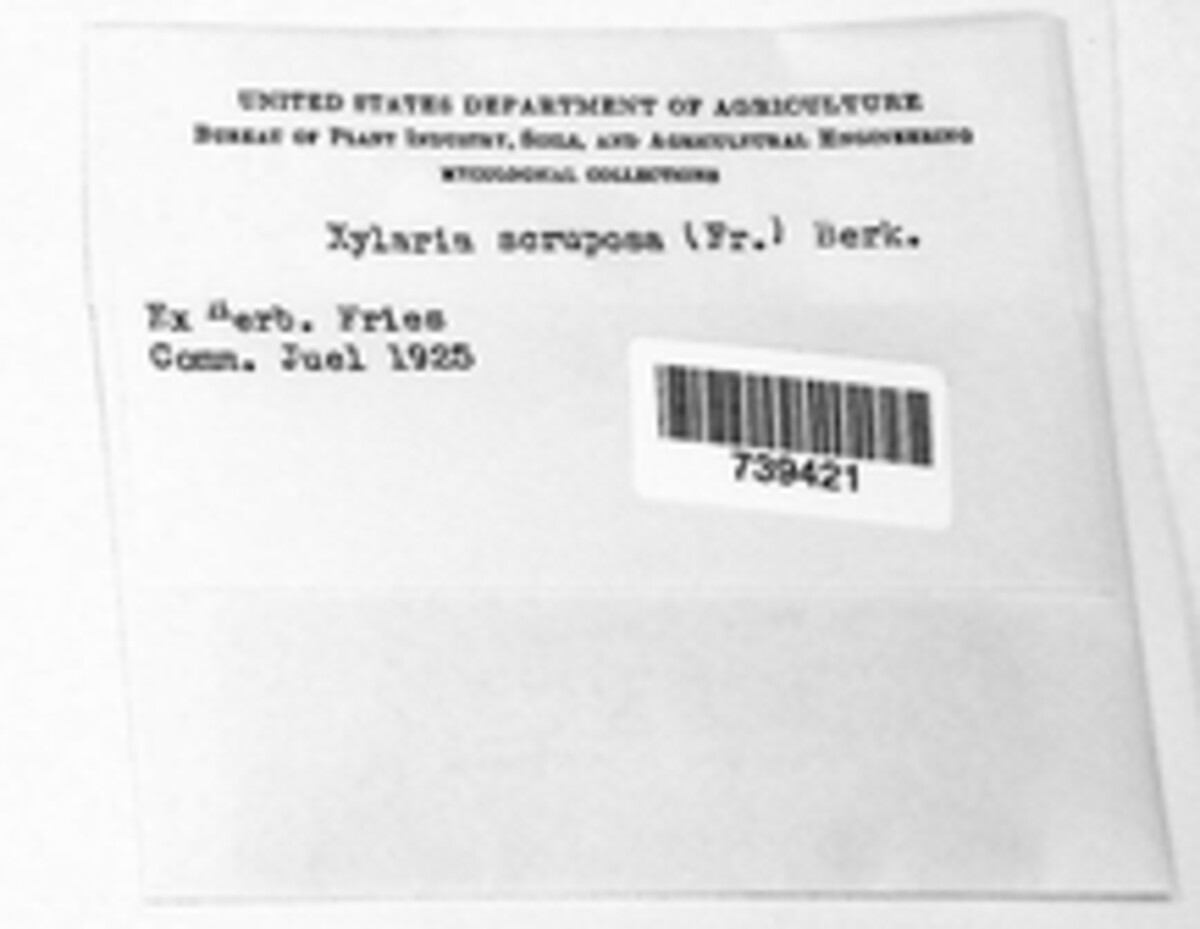 UNITED STATES DEPARTMENT OF AGRICULTURE
BUREAU OF PLANT INDUSTRY, SOILS, AND AGRICULTURAL ENGINEERING
MYCOLOGICAL COLLECTIONS
Xylaria scruposa (Fr.) Berk.
Ex Herb. Fries
Comm. Juel 1925
739421